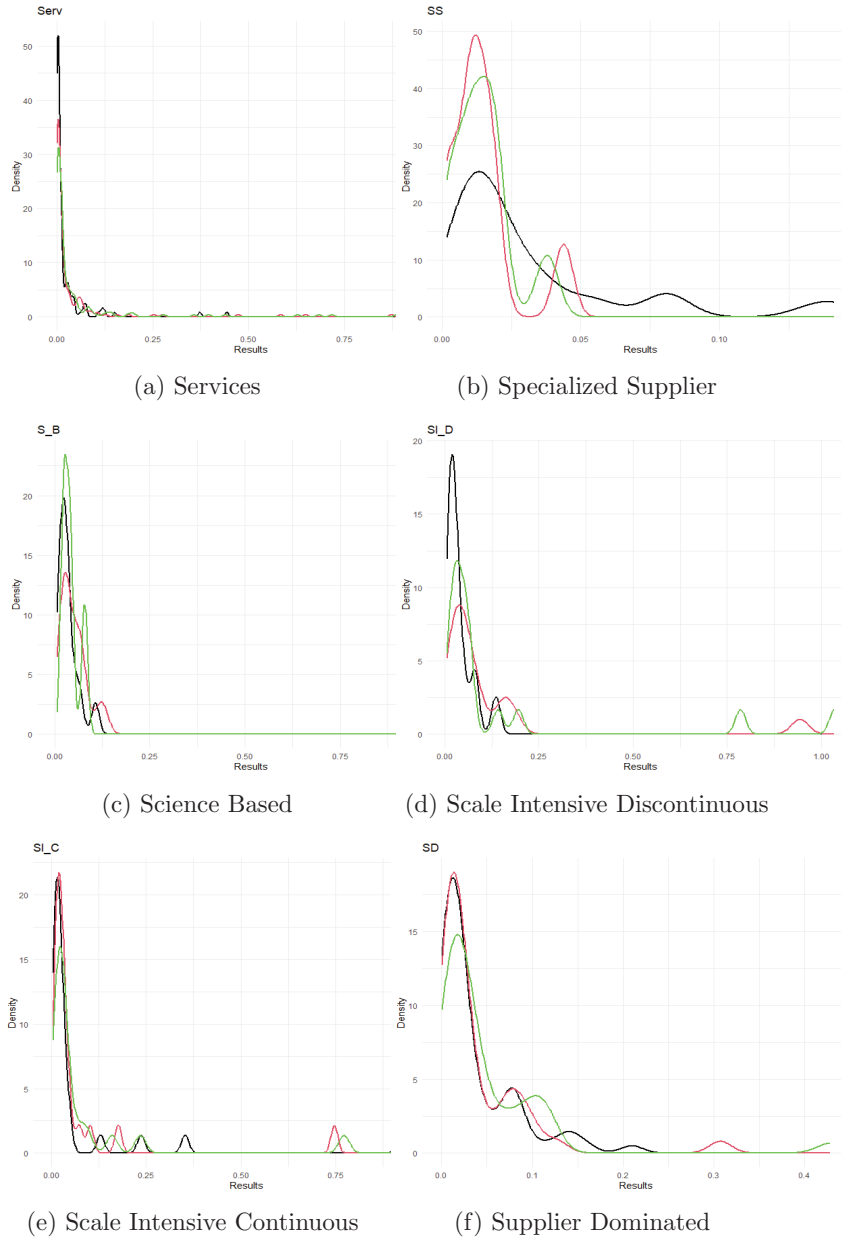 Serv
50
40
30
20
10
0
Density
0.00
0.25
0.50
0.75
Results
(a) Services
SS
50
40
30
20
10
0
Density
0.00
0.05
0.10
Results
(b) Specialized Supplier
S_B
20
15
10
5
0
Density
0.00
0.25
0.50
0.75
Results
(c) Science Based
SI_D
20
15
10
5
0
Density
0.00
0.25
0.50
0.75
1.00
Results
(d) Scale Intensive Discontinuous
SI_C
20
15
10
5
0
Density
0.00
0.25
0.50
0.75
Results
(e) Scale Intensive Continuous
SD
15
10
5
0
Density
0.0
0.1
0.2
0.3
0.4
Results
(f) Supplier Dominated